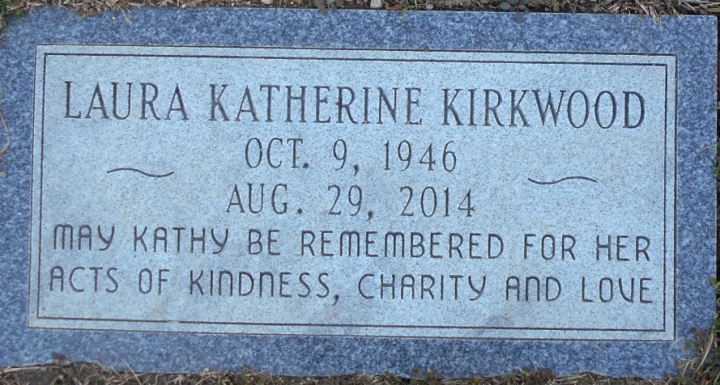 LAURA KATHERINE KIRKWOOD
OCT. 9, 1946
AUG. 29, 2014
MAY KATHY BE REMEMBERED FOR HER
ACTS OF KINDNESS, CHARITY AND LOVE